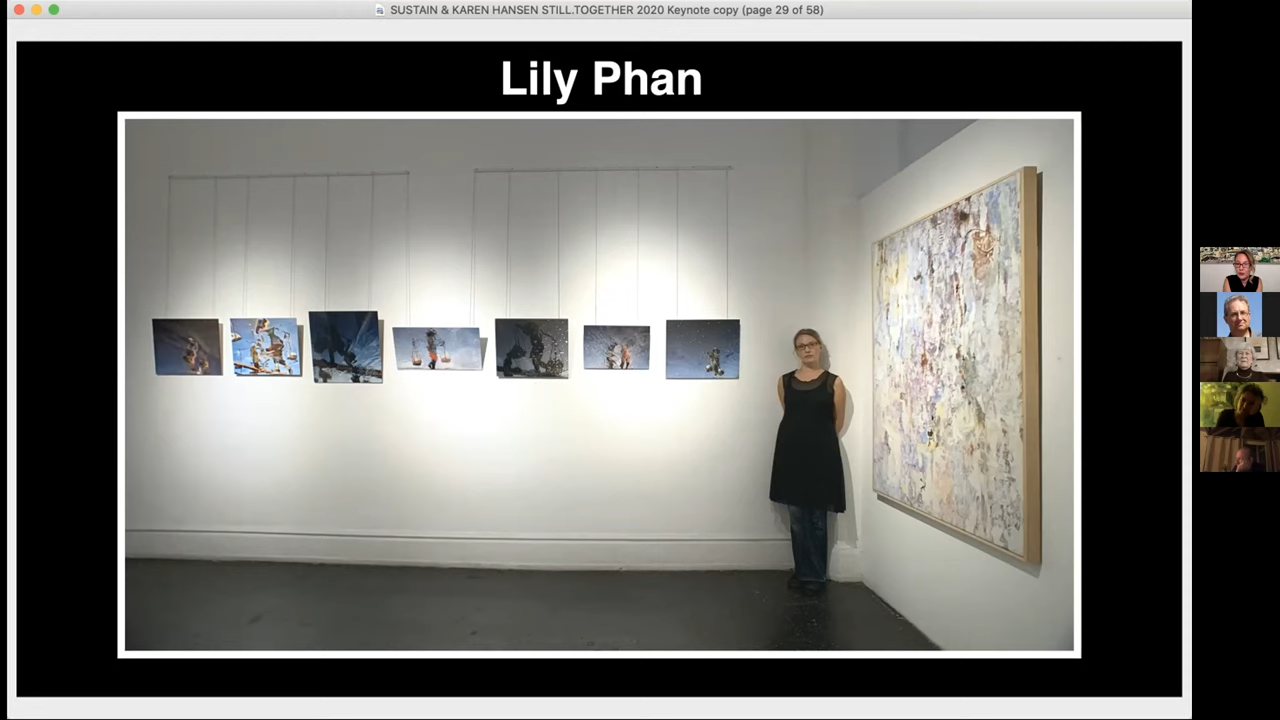 SUSTAIN & KAREN HANSEN STILL.TOGETHER 2020 Keynote copy (page 29 of 58)
Lily Phan